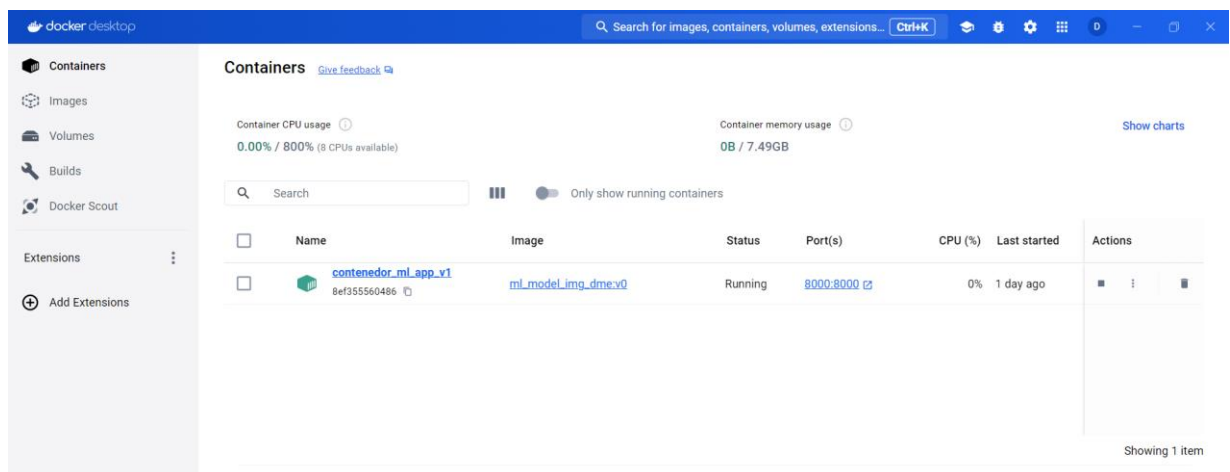 docker desktop
Search for images, containers, volumes, extensions... Ctrl+K
D
Containers
Images
Volumes
Builds
Docker Scout
Extensions
Add Extensions
Containers Give feedback
Container CPU usage
0.00% / 800% (8 CPUs available)
Container memory usage
0B / 7.49GB
Show charts
Search
Only show running containers
Name Image Status Port(s) CPU (%) Last started Actions
contenedor_ml_app_v1
8ef355560486
ml_model_img_dme:v0 Running 8000:8000 0% 1 day ago
Showing 1 item